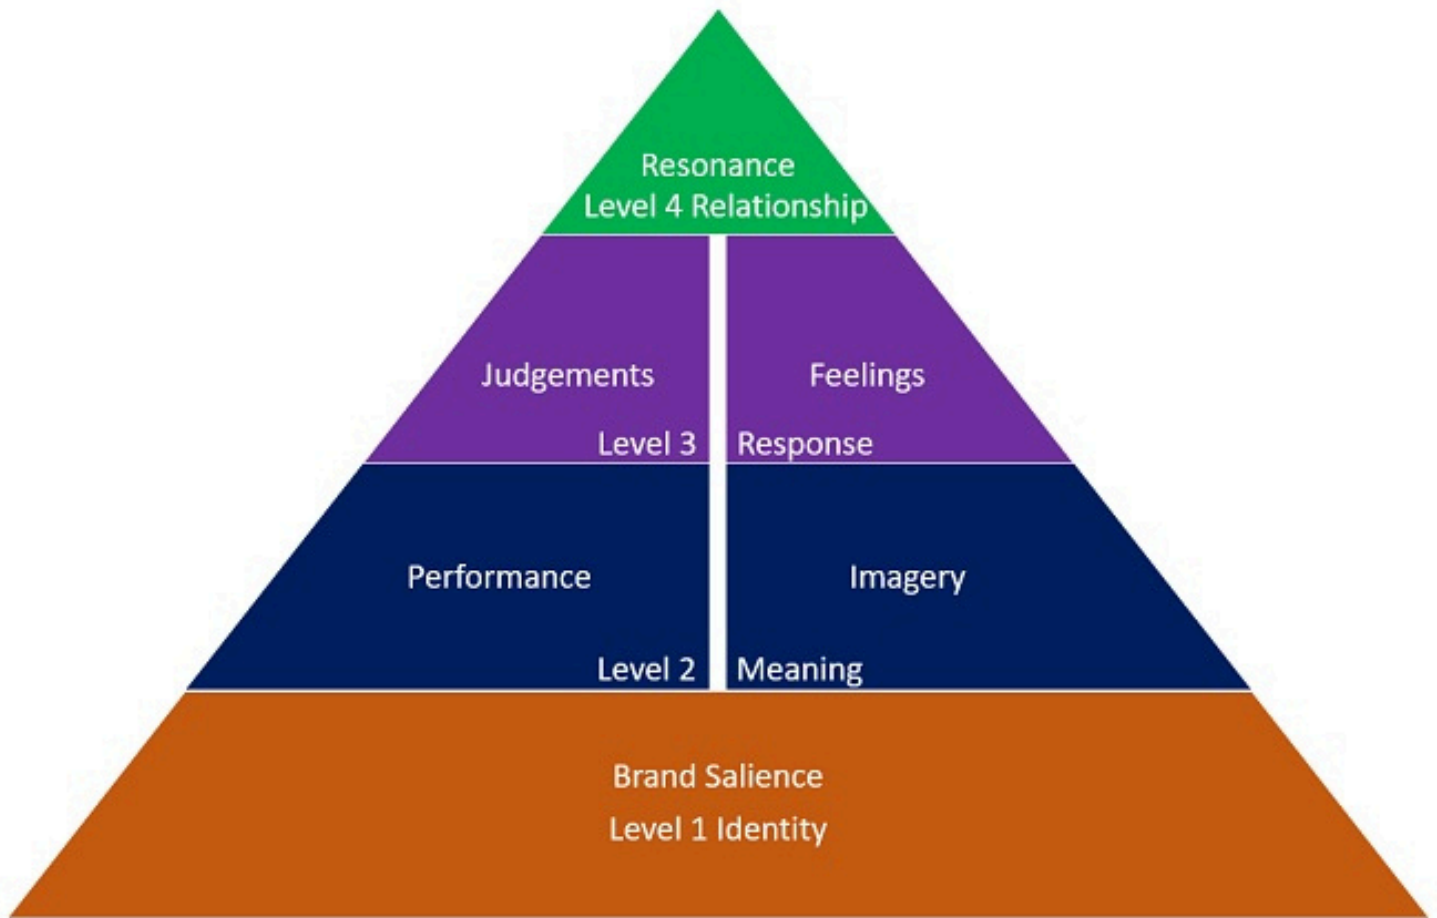 Resonance
Level 4 Relationship
Judgements
Feelings
Level 3
Response
Performance
Imagery
Level 2
Meaning
Brand Salience
Level 1 Identity